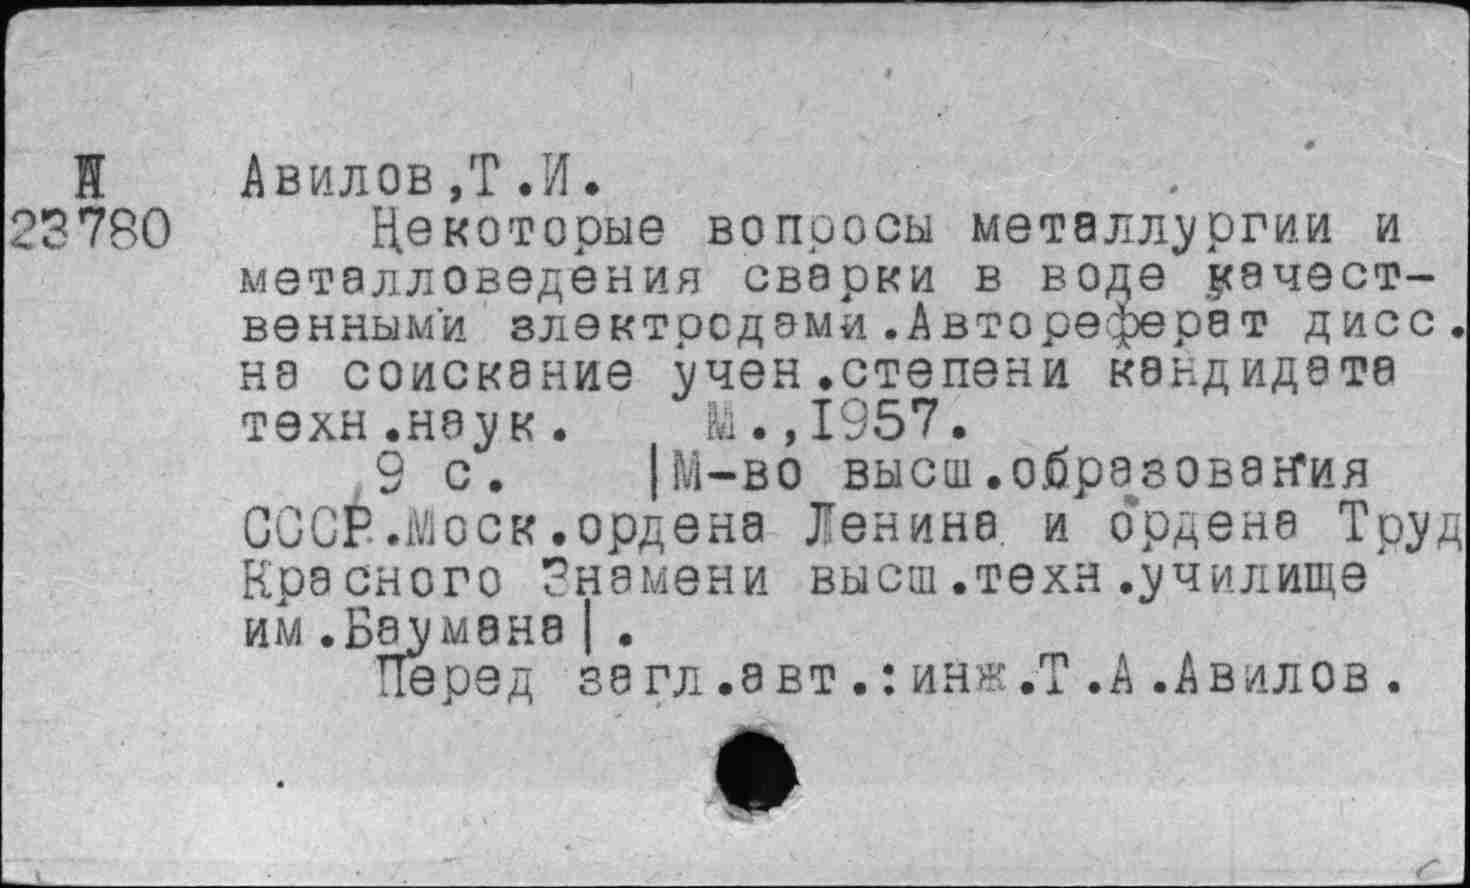 Й Авилов,Т.И.
23780 Некоторые вопросы металлургии и
металловедения сварки в воде качест-
венными электродами.Автореферат дисс.
на соискание учен.степени кандидата
техн.наук. М.,1957.
9 с. |М-во высш.образования
СССР.Моск.ордена Ленина и ордена Труд
Красного Знамени высш.техн.училище
им.Баумана|.
Перед загл.авт.:инж.Т.А.Авилов.